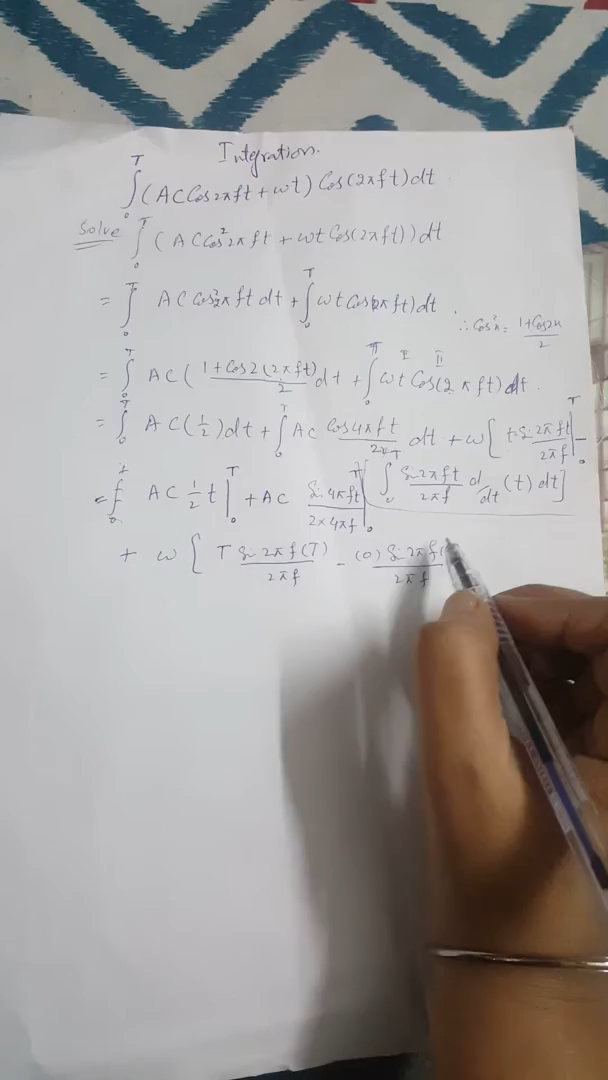 Integration.
∫₀ᵀ (AC Cos 2πft + ωt) Cos(2πft) dt
Solve ∫₀ᵀ (AC Cos² 2πft + ωt Cos(2πft)) dt
= ∫₀ᵀ AC Cos² 2πft dt + ∫₀ᵀ ωt Cos(2πft) dt . ∴ Cos²x = (1 + Cos2x)/2
= ∫₀ᵀ AC (1 + Cos 2(2πft))/2 dt + ∫₀ᵀ ωt Cos(2πft) dt.
= ∫₀ᵀ AC (1/2) dt + ∫₀ᵀ AC Cos 4πft/2 dt + ω[ t·Sin 2πft/2πf |₀ᵀ −
= AC 1/2 t |₀ᵀ + AC Sin 4πft/(2×4πf) |₀ᵀ ∫₀ᵀ Sin 2πft/2πf d/dt (t) dt]
+ ω [ T Sin 2πf(T)/2πf − (0) Sin 2πf(/2πf